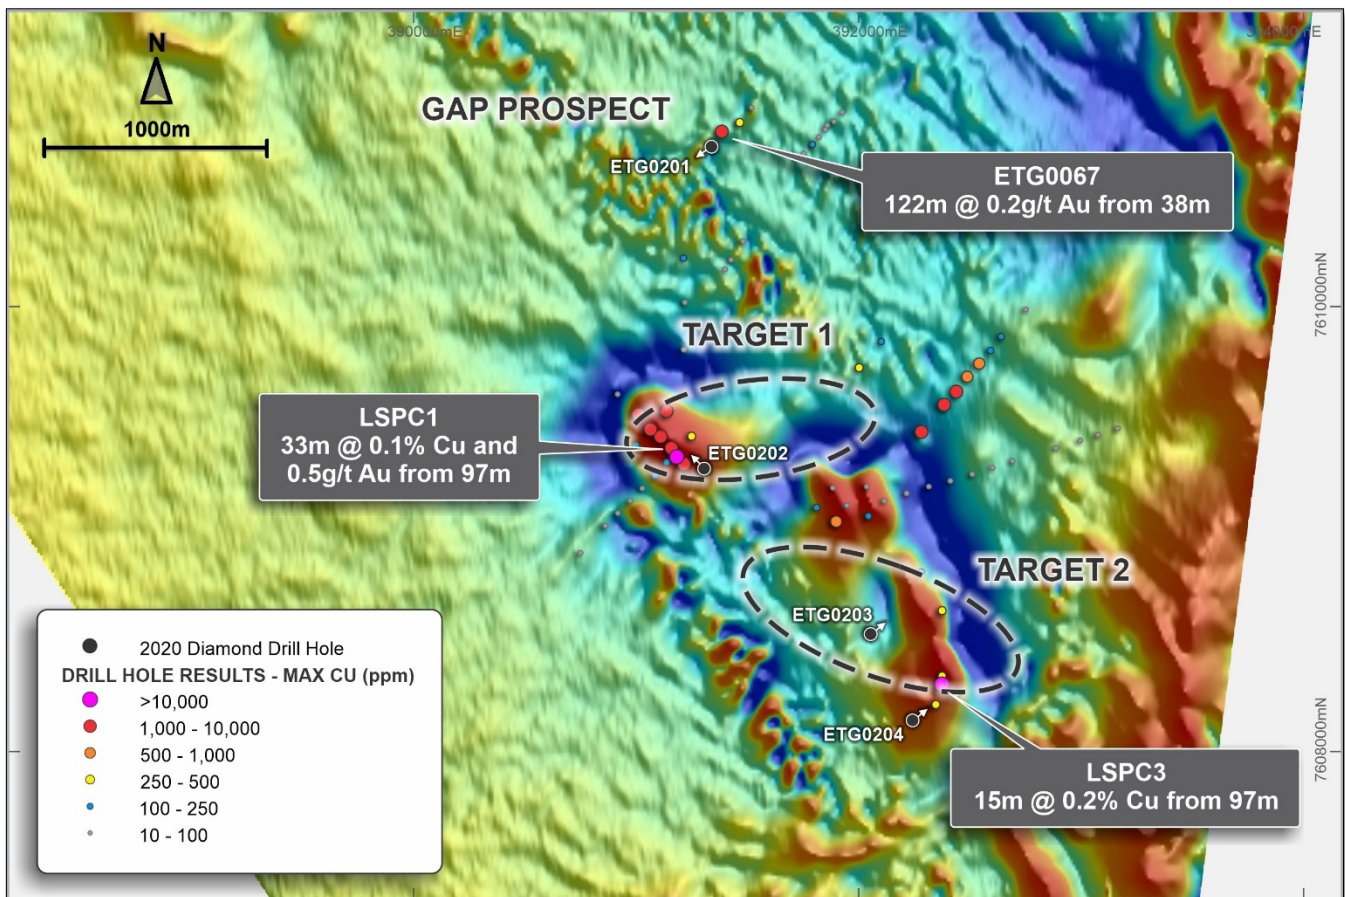 390000mE
392000mE
394000mE
N
1000m
GAP PROSPECT
ETG0201
ETG0067
122m @ 0.2g/t Au from 38m
7610000mN
TARGET 1
LSPC1
33m @ 0.1% Cu and
0.5g/t Au from 97m
ETG0202
TARGET 2
ETG0203
ETG0204
7608000mN
LSPC3
15m @ 0.2% Cu from 97m
2020 Diamond Drill Hole
DRILL HOLE RESULTS - MAX CU (ppm)
>10,000
1,000 - 10,000
500 - 1,000
250 - 500
100 - 250
10 - 100